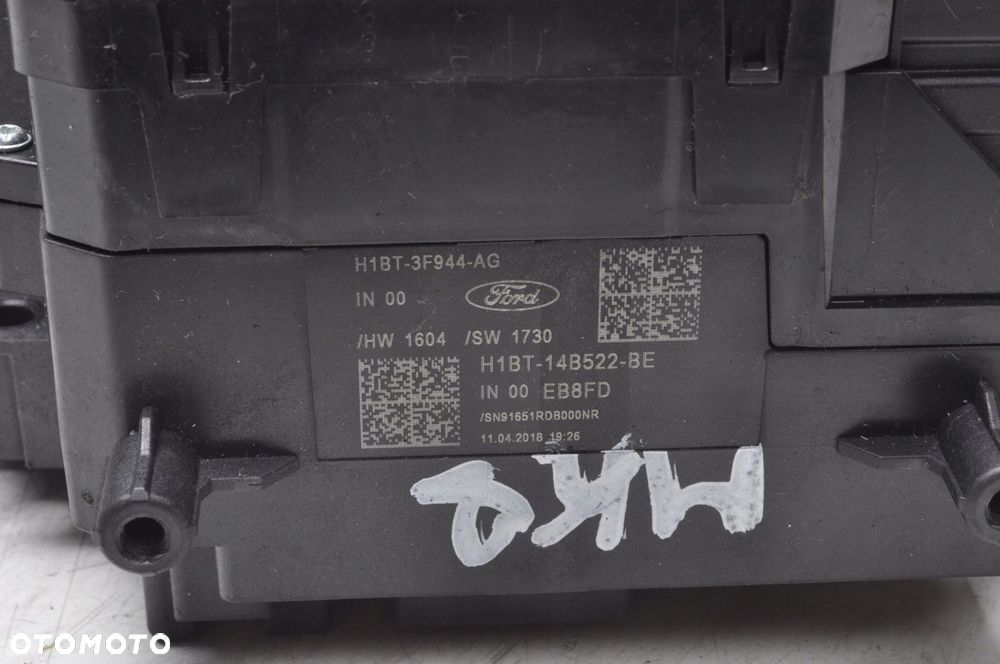 H1BT-3F944-AG
IN 00
Ford
/HW 1604 /SW 1730
H1BT-14B522-BE
IN 00 EB8FD
/SN91651RDB000NR
11.04.2018 19:26
OTOMOTO